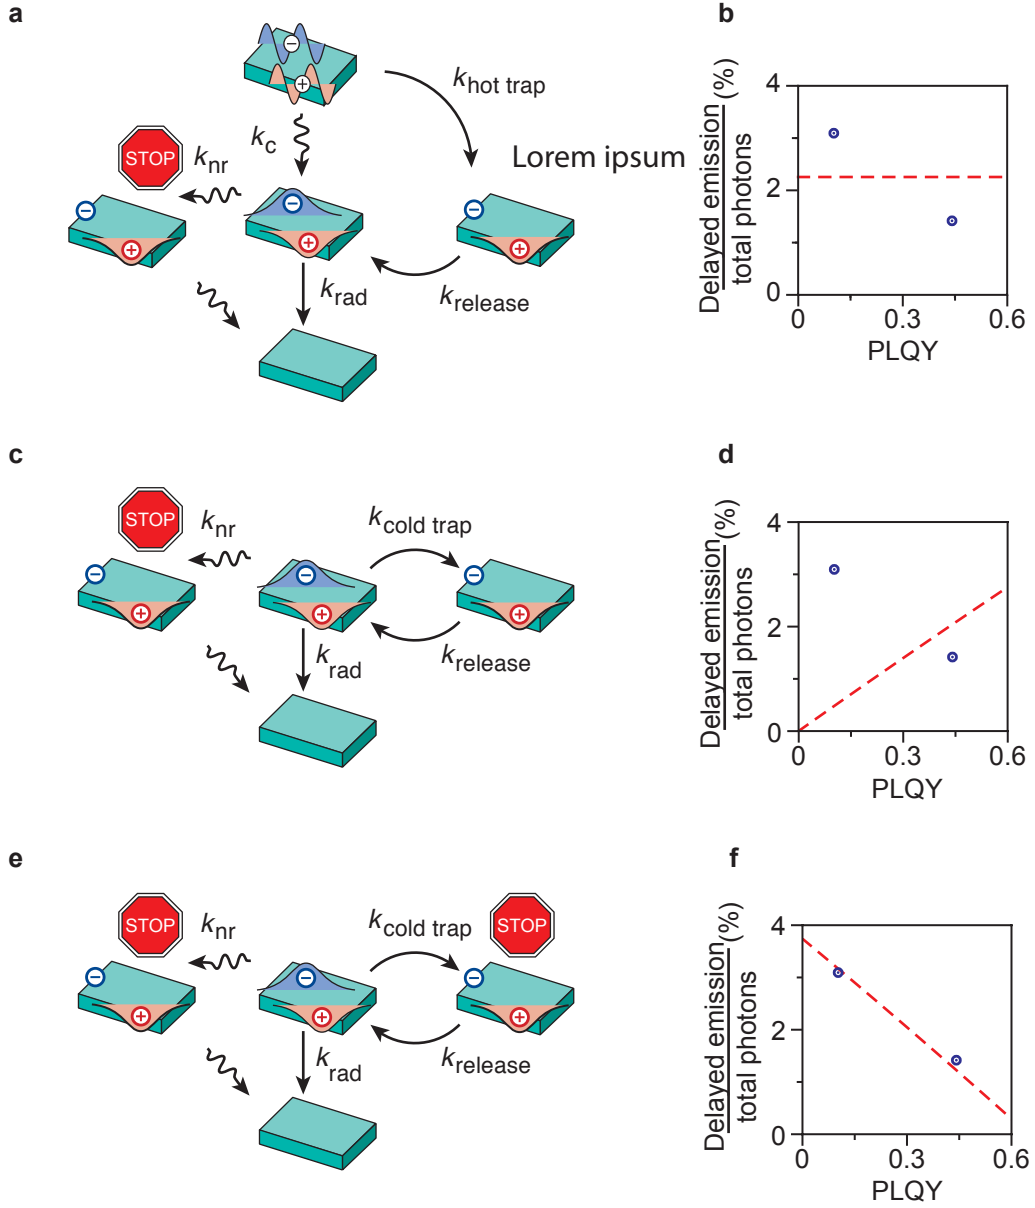 a
b
−
+
k hot trap
k c
STOP
k nr
Lorem ipsum
−
−
−
+
+
+
k rad
k release
Delayed emission (%)
total photons
4
2
0
0
0.3
0.6
PLQY
c
d
STOP
k nr
k cold trap
−
−
−
+
+
+
k rad
k release
Delayed emission (%)
total photons
4
2
0
0
0.3
0.6
PLQY
e
f
STOP
k nr
k cold trap
STOP
−
−
−
+
+
+
k rad
k release
Delayed emission (%)
total photons
4
2
0
0
0.3
0.6
PLQY